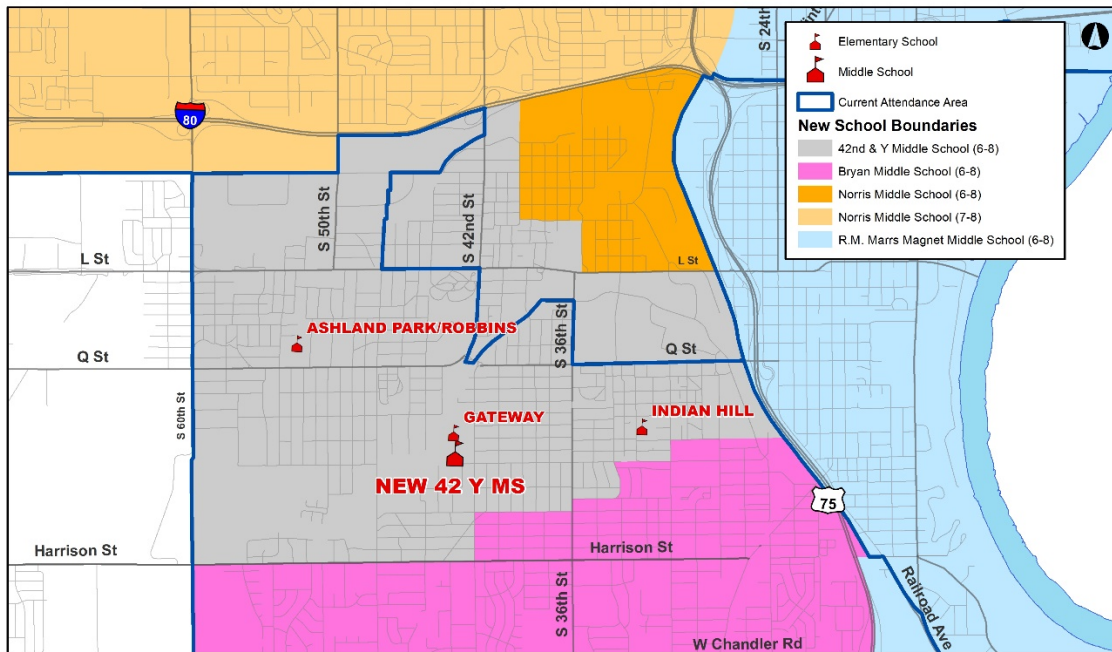 S 24th
Elementary School
Middle School
Current Attendance Area
New School Boundaries
42nd & Y Middle School (6-8)
Bryan Middle School (6-8)
Norris Middle School (6-8)
Norris Middle School (7-8)
R.M. Marrs Magnet Middle School (6-8)
80
S 50th St
S 42nd St
L St
L St
ASHLAND PARK/ROBBINS
S 36th St
Q St
Q St
S 60th St
GATEWAY
INDIAN HILL
NEW 42 Y MS
75
Harrison St
Harrison St
S 36th St
Railroad Ave
W Chandler Rd